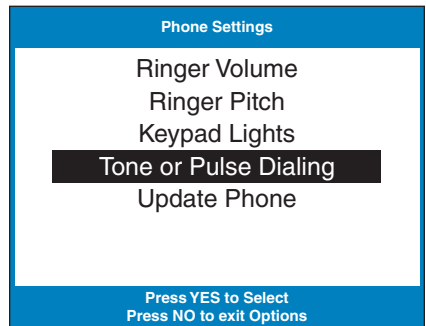 Phone Settings
Ringer Volume
Ringer Pitch
Keypad Lights
Tone or Pulse Dialing
Update Phone
Press YES to Select
Press NO to exit Options